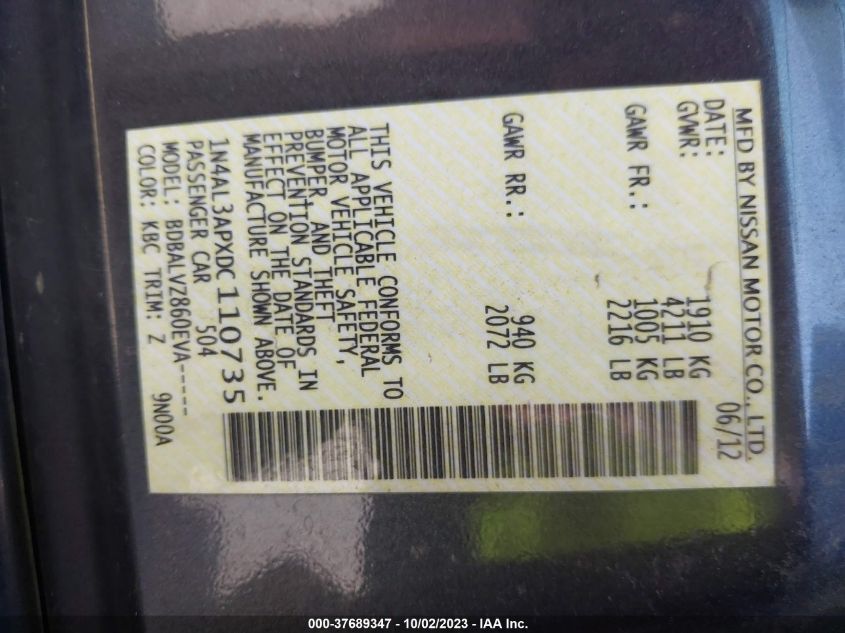 MFD BY NISSAN MOTOR CO., LTD.
DATE: 06/12
GVWR: 1910 KG
4211 LB
GAWR FR.: 1005 KG
2216 LB
GAWR RR.: 940 KG
2072 LB
THIS VEHICLE CONFORMS TO
ALL APPLICABLE FEDERAL
MOTOR VEHICLE SAFETY,
BUMPER, AND THEFT
PREVENTION STANDARDS IN
EFFECT ON THE DATE OF
MANUFACTURE SHOWN ABOVE.
1N4AL3APXDC110735
PASSENGER CAR 504
MODEL: BDBALVZ860EVA-----
COLOR: KBC TRIM: Z 9N00A
000-37689347 - 10/02/2023 - IAA Inc.